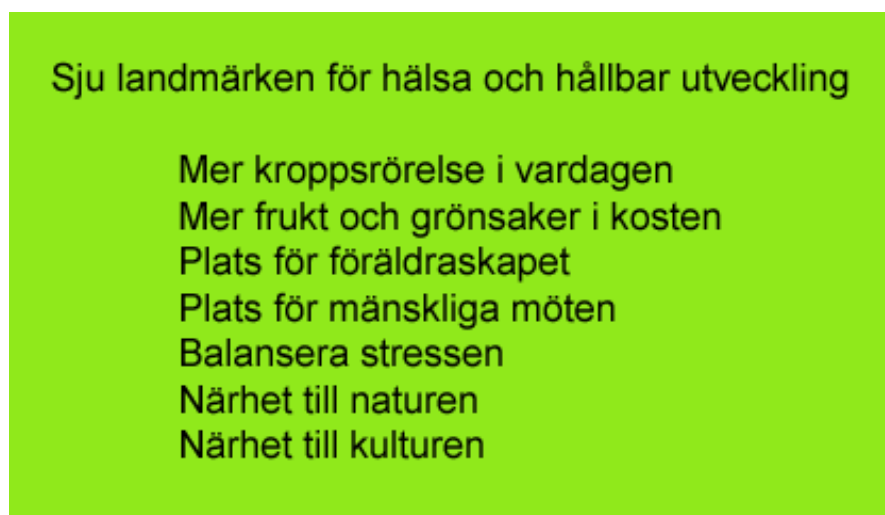 Sju landmärken för hälsa och hållbar utveckling
Mer kroppsrörelse i vardagen
Mer frukt och grönsaker i kosten
Plats för föräldraskapet
Plats för mänskliga möten
Balansera stressen
Närhet till naturen
Närhet till kulturen